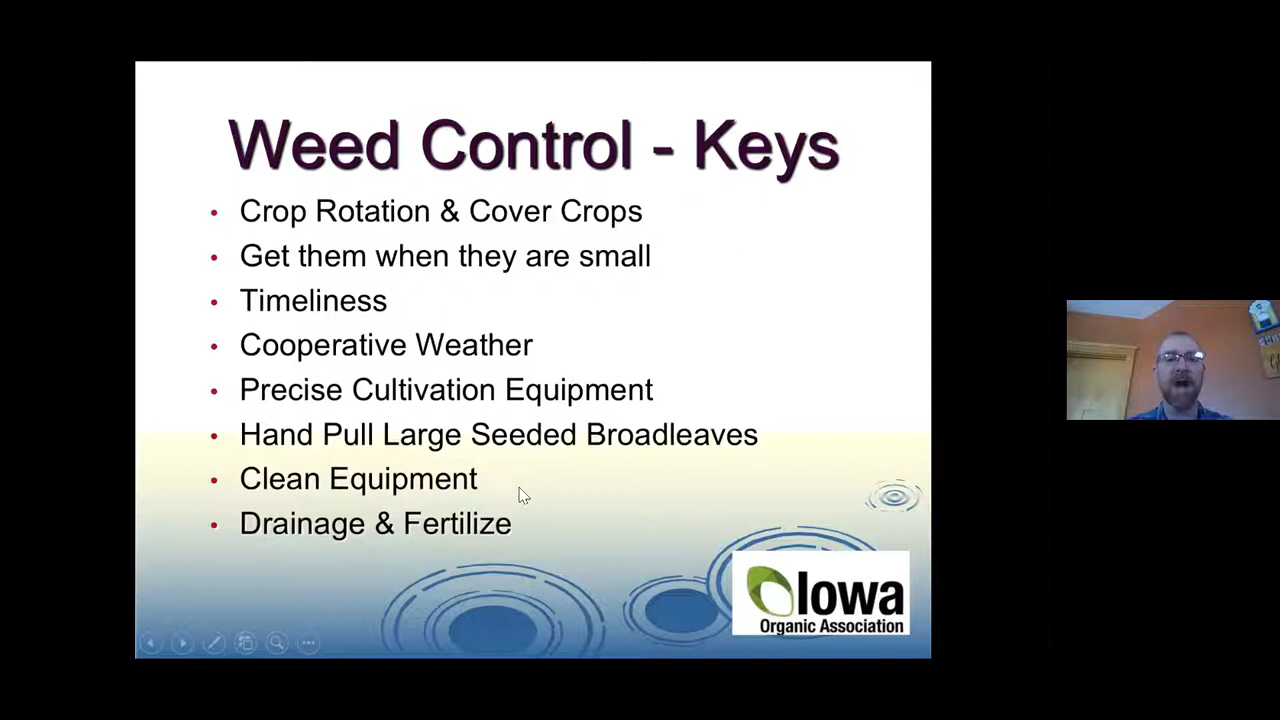 Weed Control - Keys
• Crop Rotation & Cover Crops
• Get them when they are small
• Timeliness
• Cooperative Weather
• Precise Cultivation Equipment
• Hand Pull Large Seeded Broadleaves
• Clean Equipment
• Drainage & Fertilize
Iowa
Organic Association